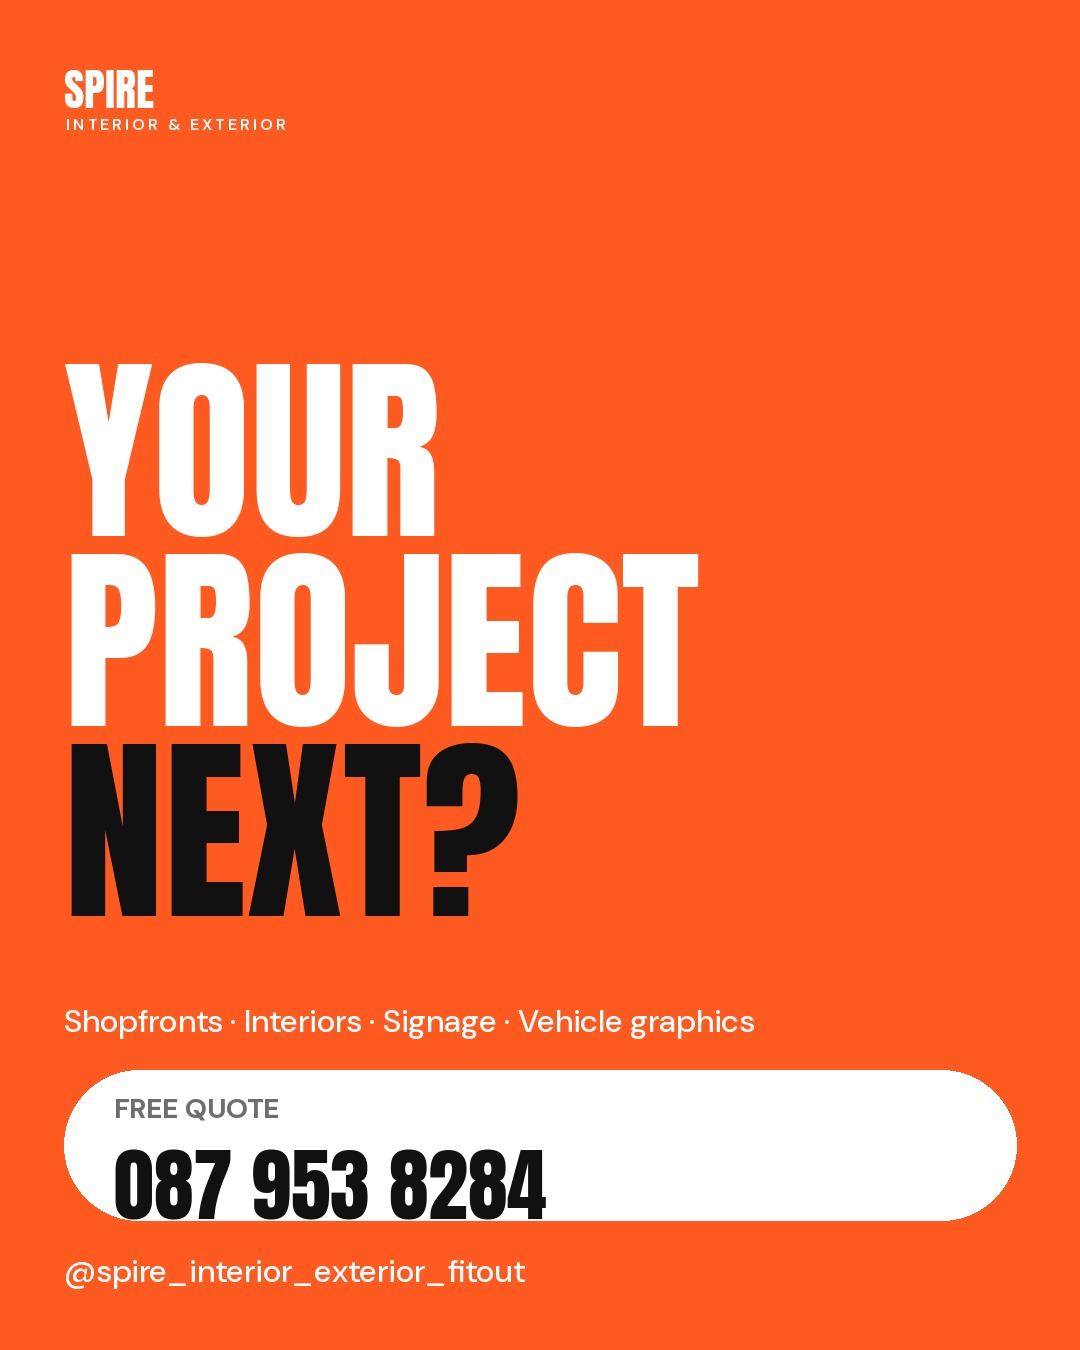 SPIRE
INTERIOR & EXTERIOR
YOUR
PROJECT
NEXT?
Shopfronts · Interiors · Signage · Vehicle graphics
FREE QUOTE
087 953 8284
@spire_interior_exterior_fitout